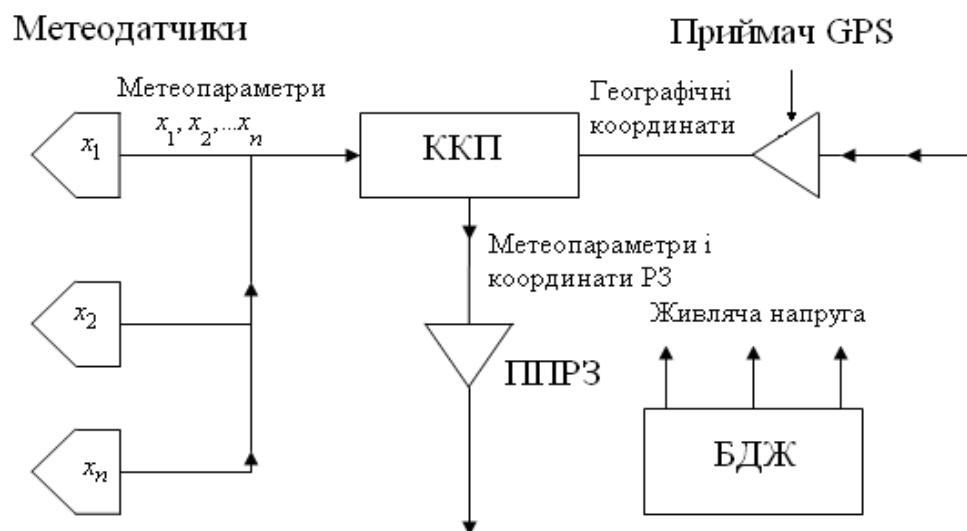 Метеодатчики
Приймач GPS
Метеопараметри
x1, x2, ...xn
Географічні
координати
x1
ККП
Метеопараметри і
координати РЗ
x2
Живляча напруга
ППРЗ
xn
БДЖ